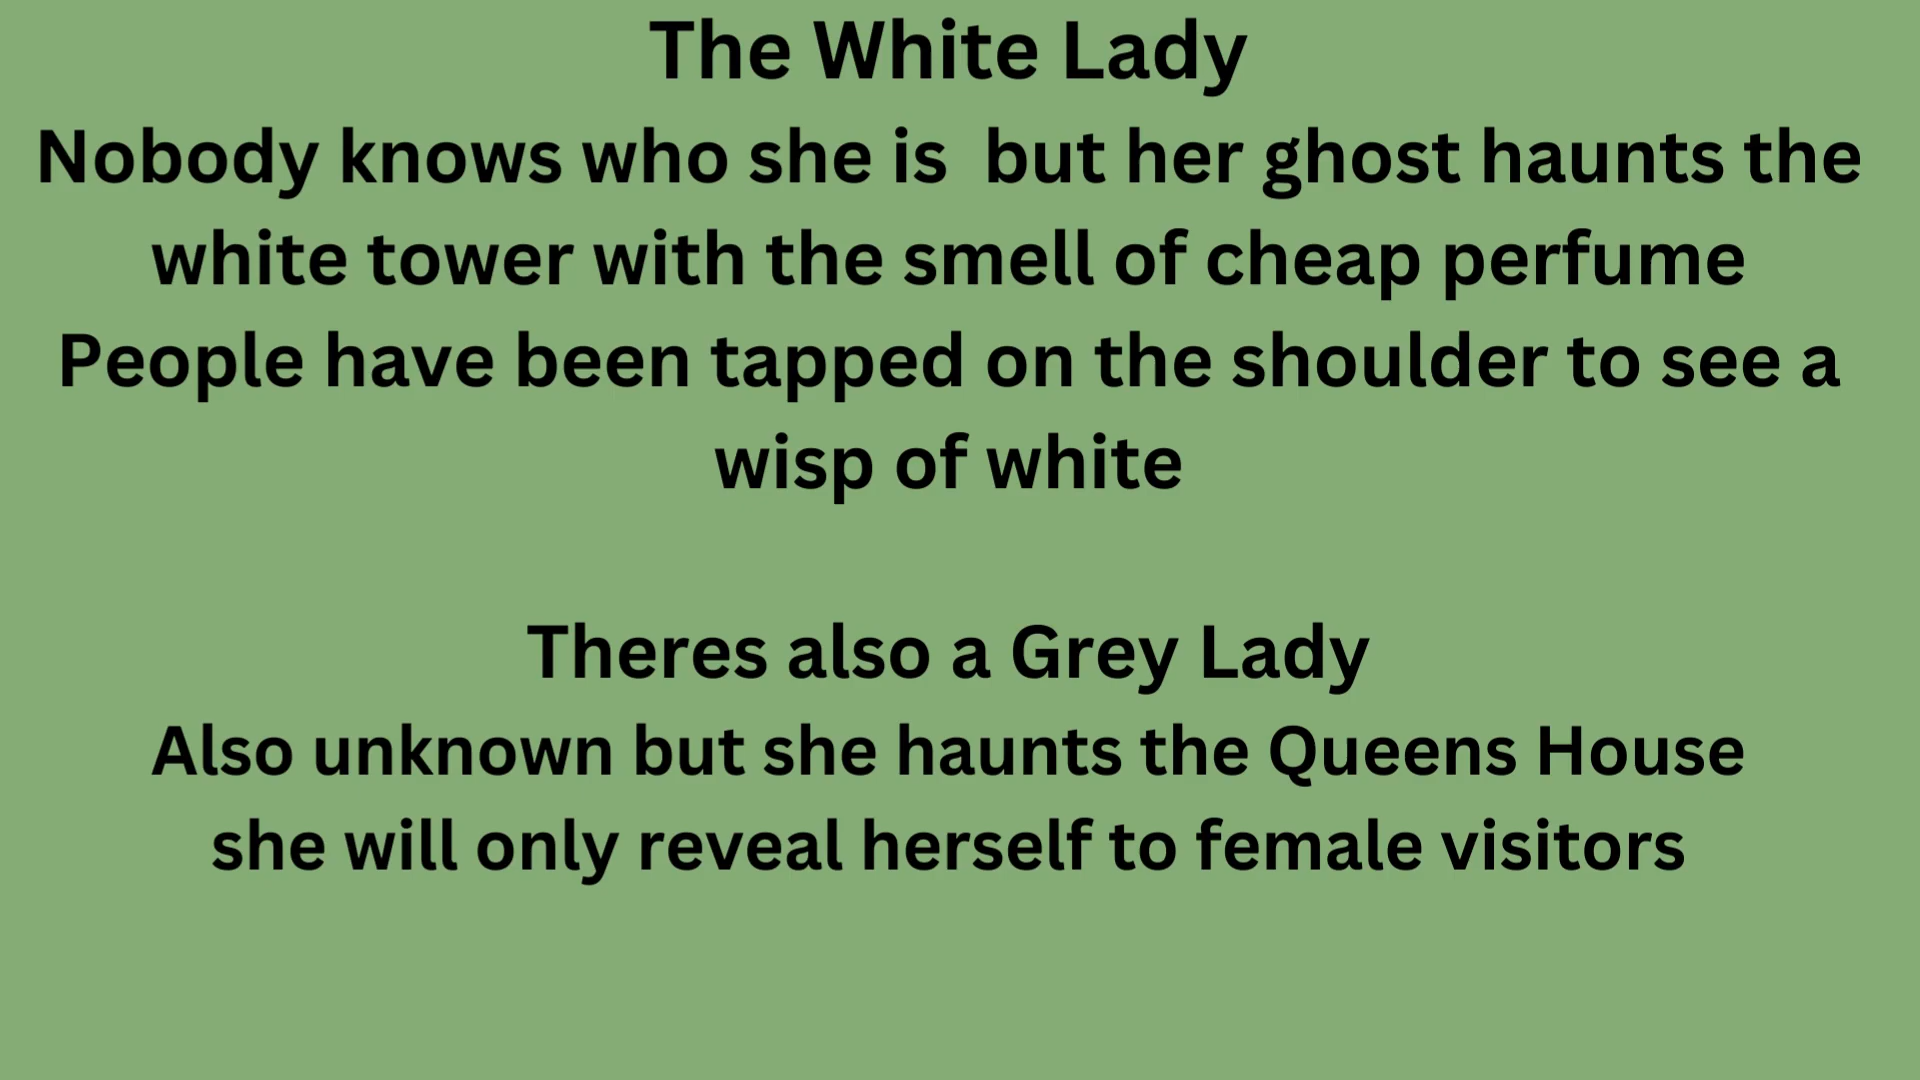 The White Lady
Nobody knows who she is  but her ghost haunts the
white tower with the smell of cheap perfume
People have been tapped on the shoulder to see a
wisp of white
Theres also a Grey Lady
Also unknown but she haunts the Queens House
she will only reveal herself to female visitors